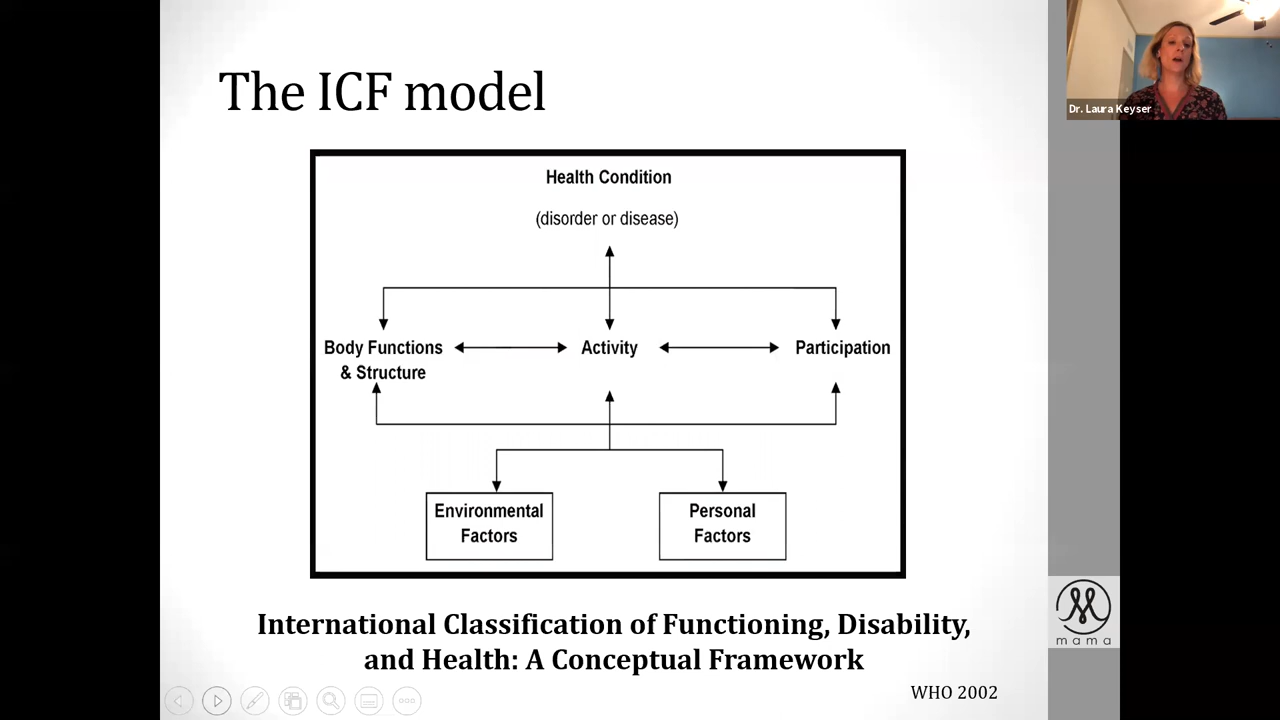 The ICF model
Dr. Laura Keyser
Health Condition
(disorder or disease)
Body Functions
& Structure
Activity
Participation
Environmental
Factors
Personal
Factors
International Classification of Functioning, Disability,
and Health: A Conceptual Framework
WHO 2002
mama